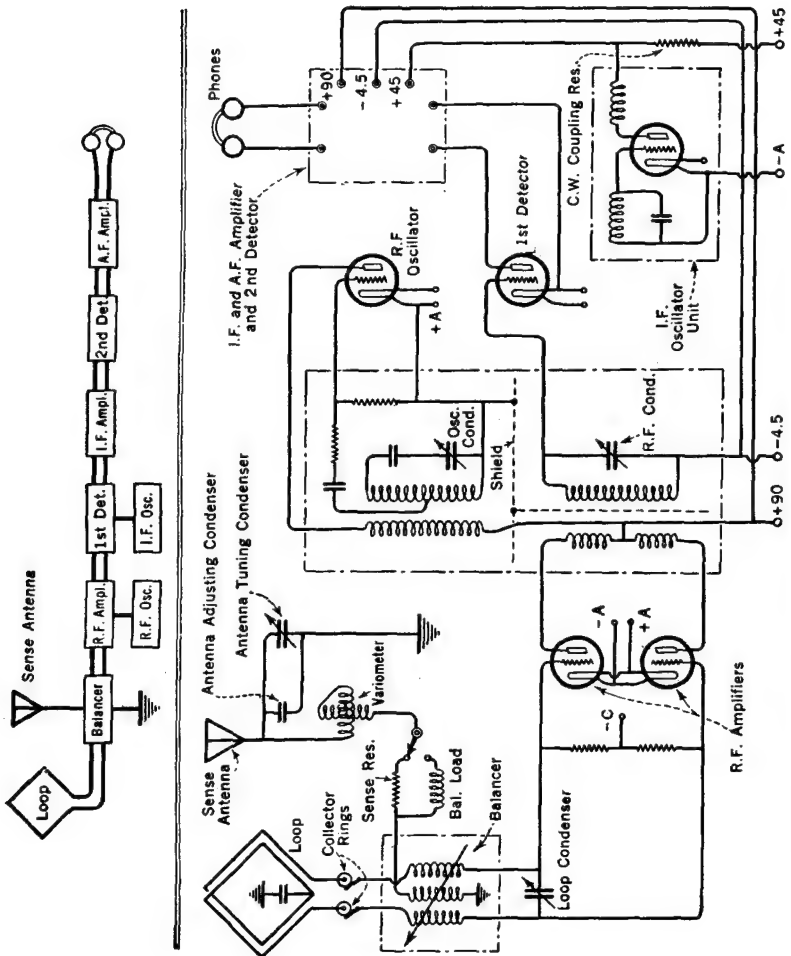 Sense Antenna
Loop
Balancer
R.F. Ampl.
1st Det.
I.F. Ampl.
2nd Det.
A.F. Ampl.
R.F. Osc.
I.F. Osc.
Sense
Antenna
Antenna Adjusting Condenser
Antenna Tuning Condenser
Variometer
Loop
Collector
Rings
Sense Res.
Bal. Load
Balancer
Loop Condenser
-C
-A
+A
R.F. Amplifiers
Osc.
Cond.
Shield
R.F. Cond.
+90
-4.5
Phones
I.F. and A.F. Amplifier
and 2nd Detector
+90
-4.5
+45
R.F.
Oscillator
+A
1st Detector
C.W. Coupling Res.
I.F.
Oscillator
Unit
-A
+45